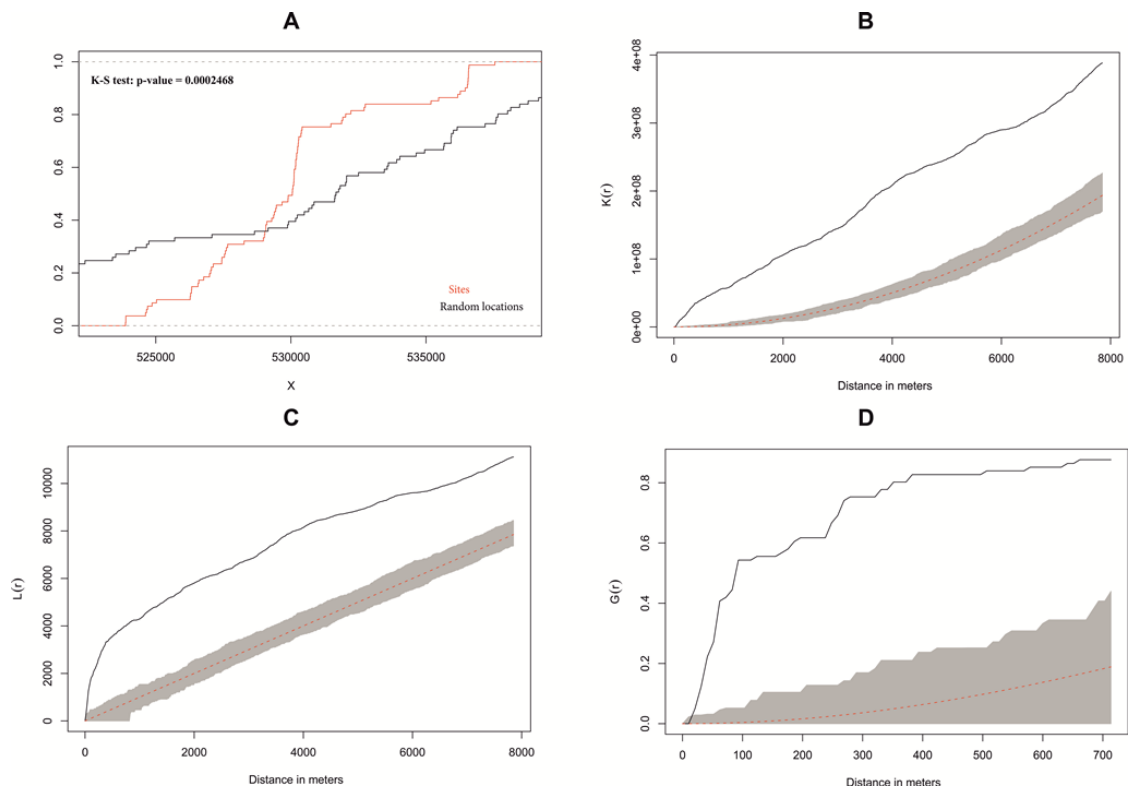 A
K-S test: p-value = 0.0002468
1.0
0.8
0.6
0.4
0.2
0.0
Sites
Random locations
525000 530000 535000
X
B
K(r)
4e+08
3e+08
2e+08
1e+08
0e+00
0 2000 4000 6000 8000
Distance in meters
C
L(r)
10000
8000
6000
4000
2000
0
0 2000 4000 6000 8000
Distance in meters
D
G(r)
0.8
0.6
0.4
0.2
0.0
0 100 200 300 400 500 600 700
Distance in meters